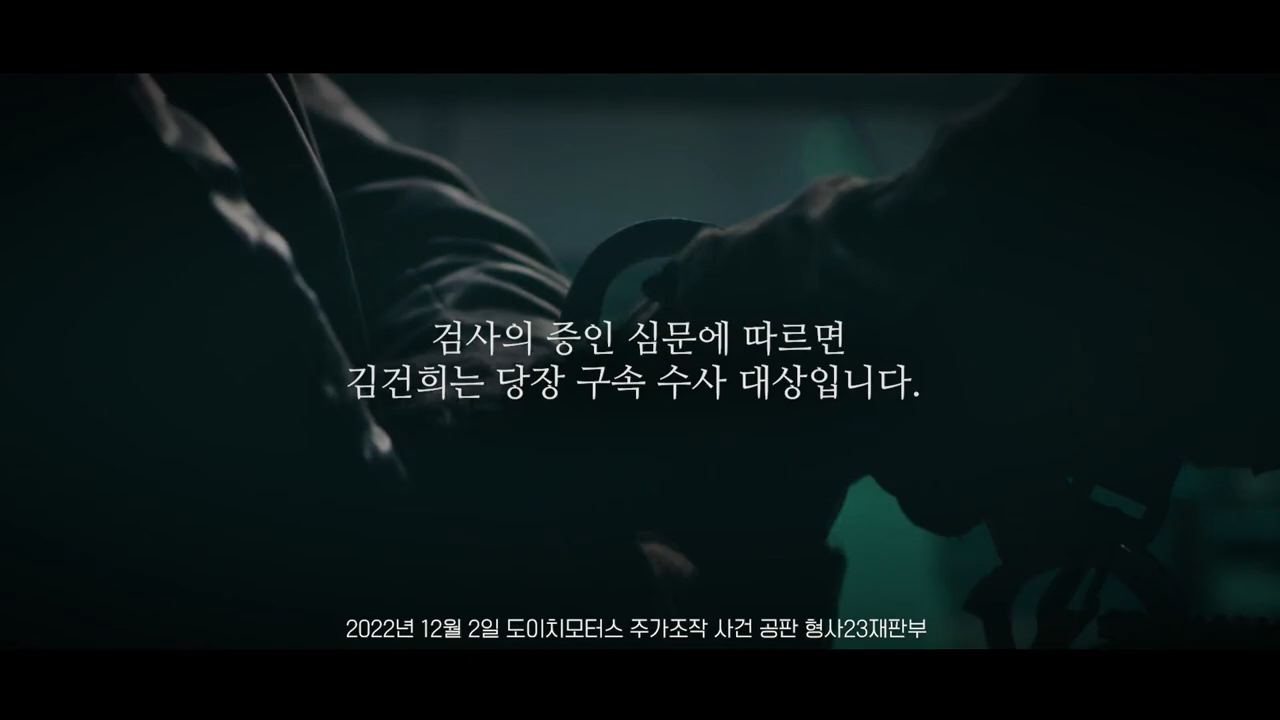 검사의 증인 심문에 따르면
김건희는 당장 구속 수사 대상입니다.
2022년 12월 2일 도이치모터스 주가조작 사건 공판 형사23재판부